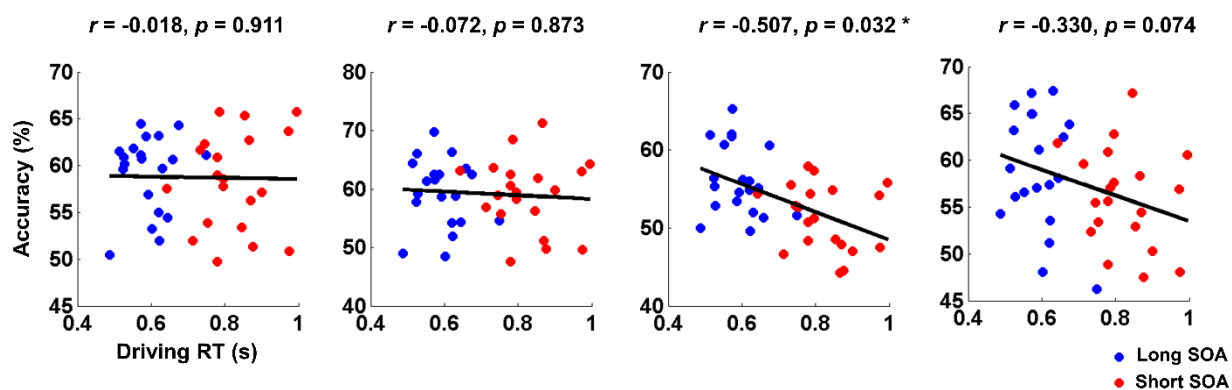 r = -0.018, p = 0.911
r = -0.072, p = 0.873
r = -0.507, p = 0.032 *
r = -0.330, p = 0.074
Accuracy (%)
70
65
60
55
50
45
0.4 0.6 0.8 1
80
70
60
50
40
0.4 0.6 0.8 1
70
60
50
40
0.4 0.6 0.8 1
70
65
60
55
50
45
0.4 0.6 0.8 1
Driving RT (s)
Long SOA
Short SOA